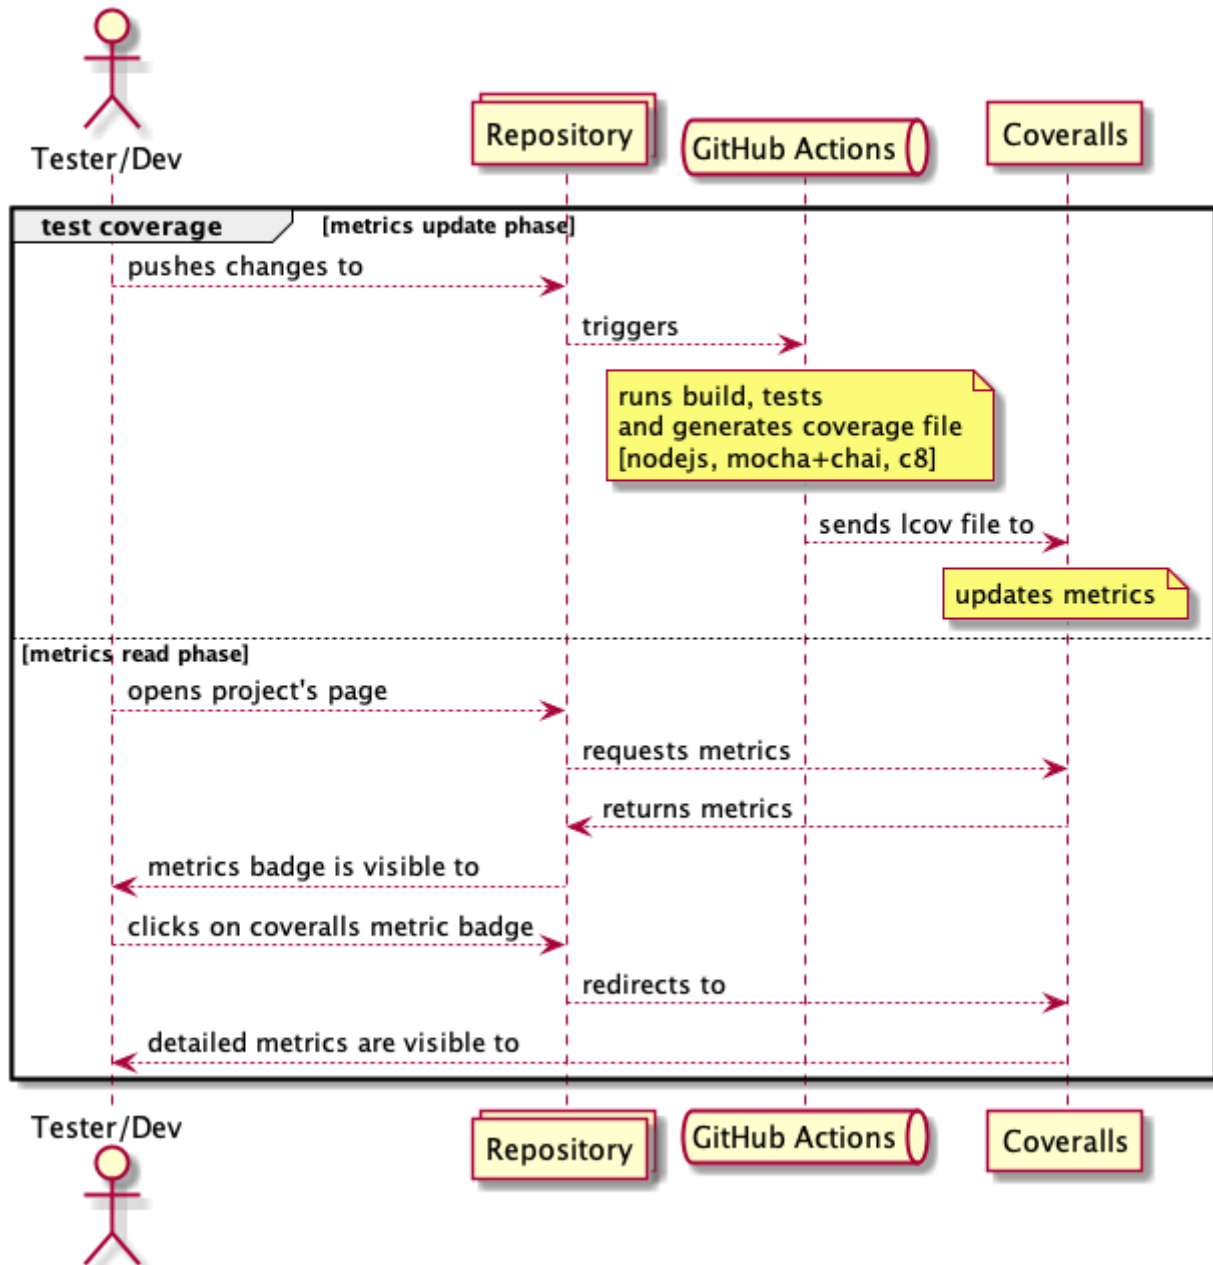 Tester/Dev
Repository
GitHub Actions
Coveralls
test coverage
[metrics update phase]
pushes changes to
triggers
runs build, tests
and generates coverage file
[nodejs, mocha+chai, c8]
sends lcov file to
updates metrics
[metrics read phase]
opens project's page
requests metrics
returns metrics
metrics badge is visible to
clicks on coveralls metric badge
redirects to
detailed metrics are visible to
Tester/Dev
Repository
GitHub Actions
Coveralls